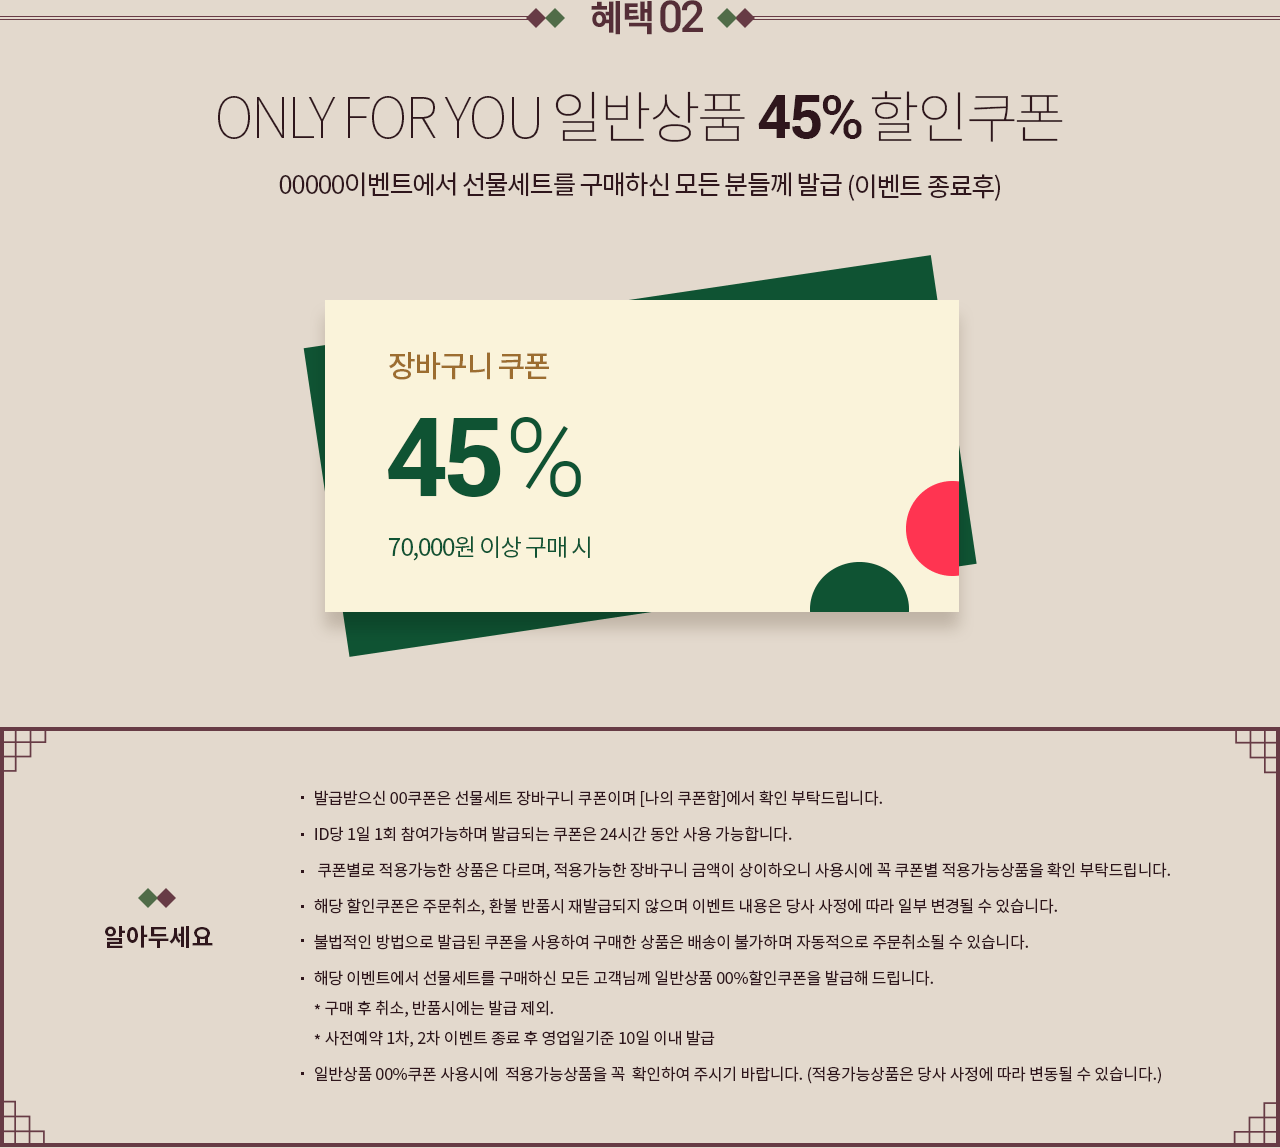 혜택 02
ONLY FOR YOU 일반상품 45% 할인쿠폰
00000이벤트에서 선물세트를 구매하신 모든 분들께 발급 (이벤트 종료후)
장바구니 쿠폰
45%
70,000원 이상 구매 시
알아두세요
· 발급받으신 00쿠폰은 선물세트 장바구니 쿠폰이며 [나의 쿠폰함]에서 확인 부탁드립니다.
· ID당 1일 1회 참여가능하며 발급되는 쿠폰은 24시간 동안 사용 가능합니다.
· 쿠폰별로 적용가능한 상품은 다르며, 적용가능한 장바구니 금액이 상이하오니 사용시에 꼭 쿠폰별 적용가능상품을 확인 부탁드립니다.
· 해당 할인쿠폰은 주문취소, 환불 반품시 재발급되지 않으며 이벤트 내용은 당사 사정에 따라 일부 변경될 수 있습니다.
· 불법적인 방법으로 발급된 쿠폰을 사용하여 구매한 상품은 배송이 불가하며 자동적으로 주문취소될 수 있습니다.
· 해당 이벤트에서 선물세트를 구매하신 모든 고객님께 일반상품 00%할인쿠폰을 발급해 드립니다.
* 구매 후 취소, 반품시에는 발급 제외.
* 사전예약 1차, 2차 이벤트 종료 후 영업일기준 10일 이내 발급
· 일반상품 00%쿠폰 사용시에 적용가능상품을 꼭 확인하여 주시기 바랍니다. (적용가능상품은 당사 사정에 따라 변동될 수 있습니다.)